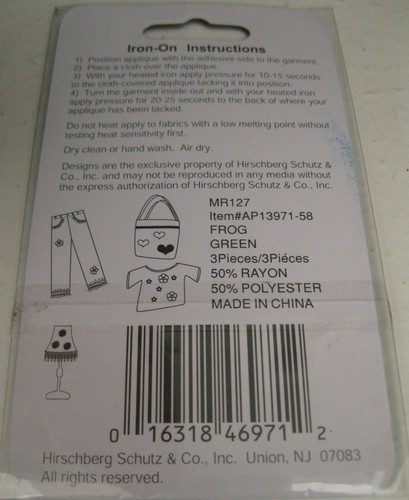 Iron-On Instructions
1) Position applique with the adhesive side to the garment.
2) Place a cloth over the applique.
3) With your heated iron apply pressure for 10-15 seconds
to the cloth-covered applique tacking it into position.
4) Turn the garment inside-out and with your heated iron
apply pressure for 20-25 seconds to the back of where your
applique has been tacked.
Do not heat apply to fabrics with a low melting point without
testing heat sensitivity first.
Dry clean or hand wash. Air dry.
Designs are the exclusive property of Hirschberg Schutz &
Co., Inc. and may not be reproduced in any media without
the express authorization of Hirschberg Schutz & Co., Inc.
MR127
Item#AP13971-58
FROG
GREEN
3Pieces/3Piéces
50% RAYON
50% POLYESTER
MADE IN CHINA
0 16318 46971 2
Hirschberg Schutz & Co., Inc. Union, NJ 07083
All rights reserved.